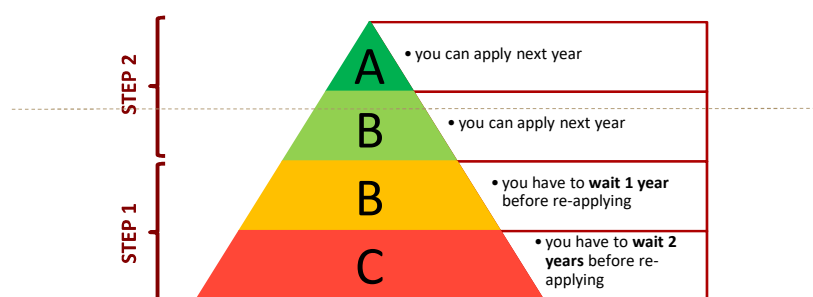 STEP 2
A
• you can apply next year
B
• you can apply next year
STEP 1
B
• you have to wait 1 year
before re-applying
C
• you have to wait 2
years before re-
applying